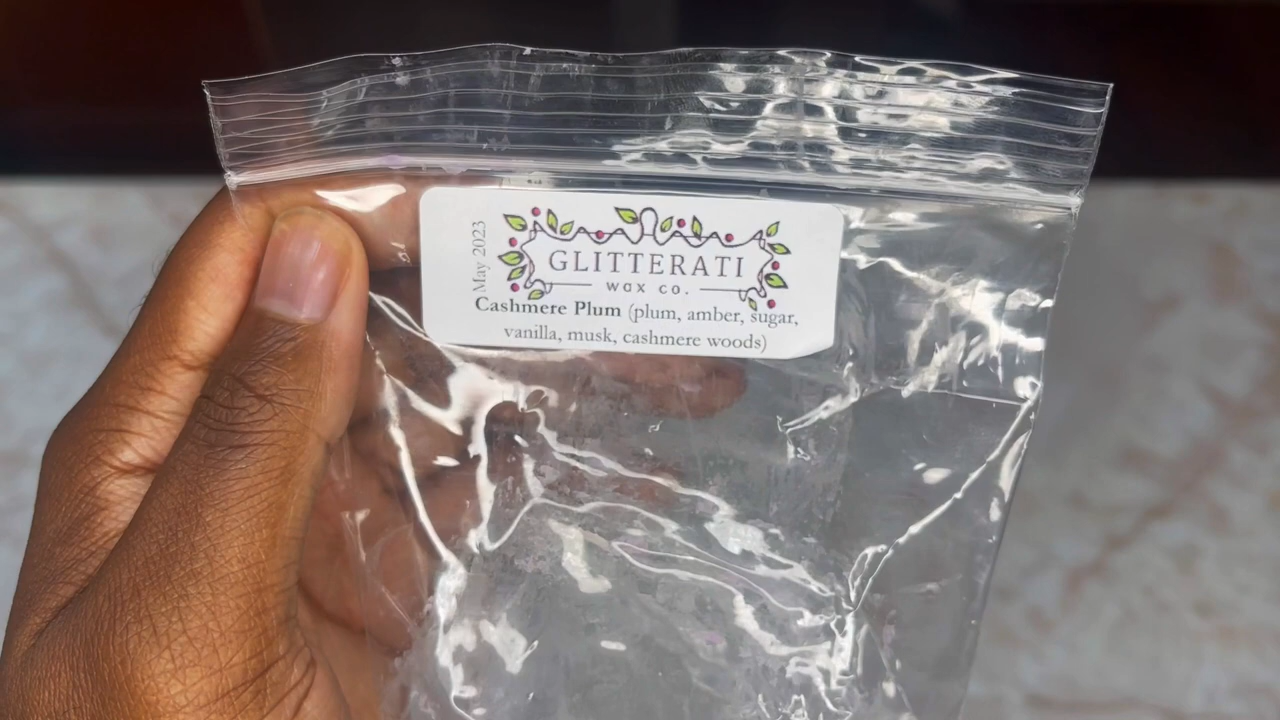 May 2023
GLITTERATI
wax co.
Cashmere Plum (plum, amber, sugar,
vanilla, musk, cashmere woods)